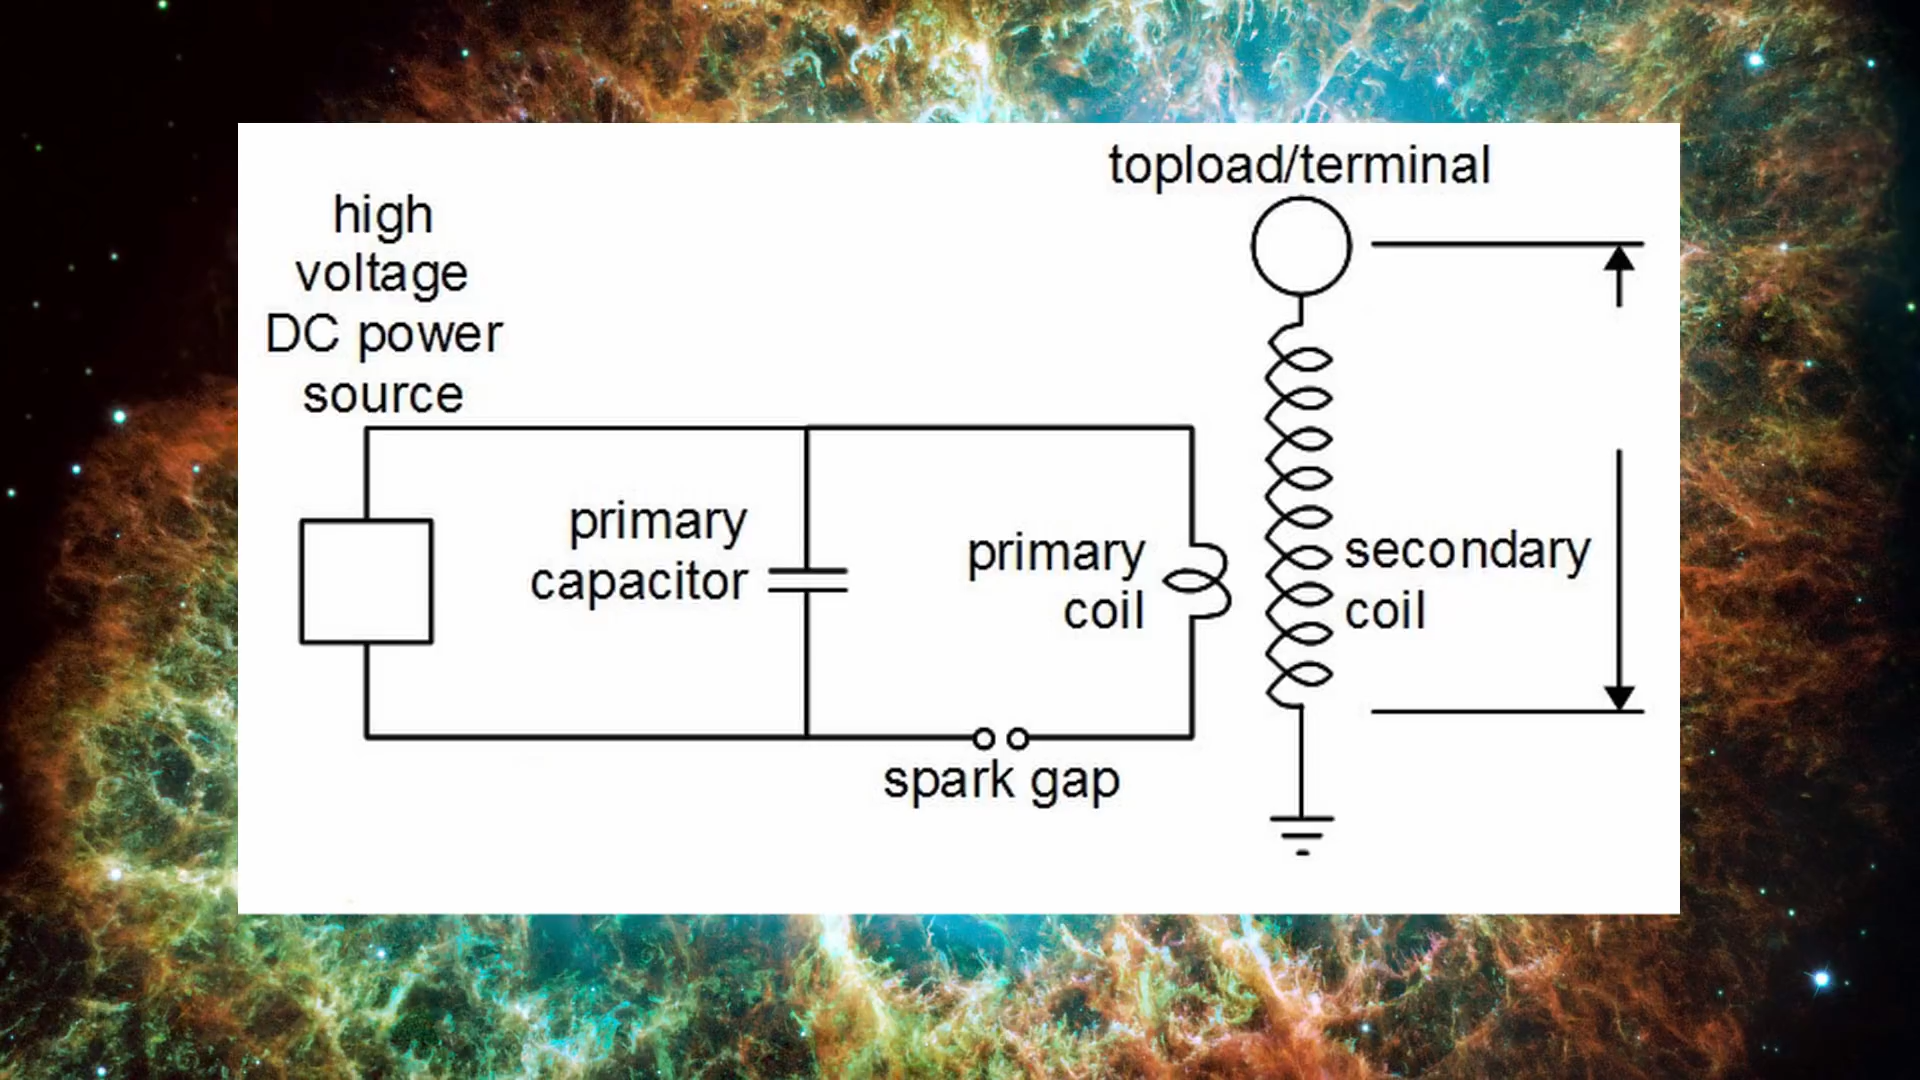 topload/terminal
high
voltage
DC power
source
primary
capacitor
primary
coil
secondary
coil
spark gap